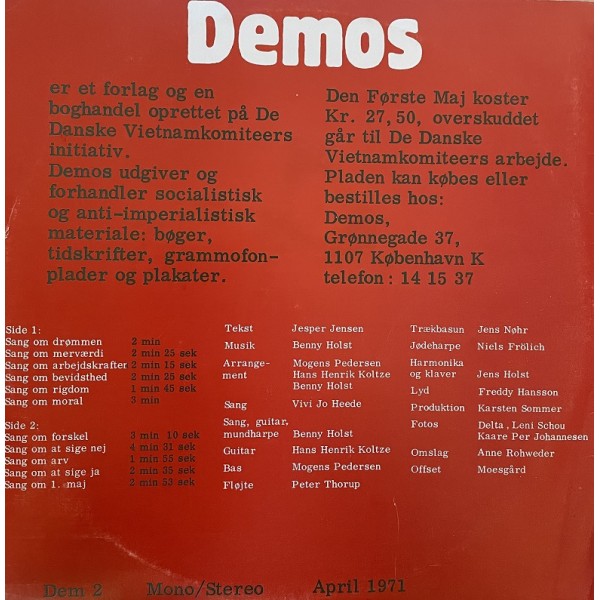 Demos
er et forlag og en
boghandel oprettet på De
Danske Vietnamkomiteers
initiativ.
Demos udgiver og
forhandler socialistisk
og anti-imperialistisk
materiale: bøger,
tidskrifter, grammofon-
plader og plakater.
Den Første Maj koster
Kr. 27,50, overskuddet
går til De Danske
Vietnamkomiteers arbejde.
Pladen kan købes eller
bestilles hos:
Demos,
Grønnegade 37,
1107 København K
telefon: 14 15 37
Side 1:
Sang om drømmen 2 min
Sang om merværdi 2 min 25 sek
Sang om arbejdskraften 2 min 15 sek
Sang om bevidsthed 2 min 25 sek
Sang om rigdom 1 min 45 sek
Sang om moral 3 min
Side 2:
Sang om forskel 3 min 10 sek
Sang om at sige nej 4 min 31 sek
Sang om arv 1 min 55 sek
Sang om at sige ja 2 min 35 sek
Sang om 1. maj 2 min 53 sek
Tekst Jesper Jensen
Musik Benny Holst
Arrange- Mogens Pedersen
ment Hans Henrik Koltze
Benny Holst
Sang Vivi Jo Heede
Sang, guitar,
mundharpe Benny Holst
Guitar Hans Henrik Koltze
Bas Mogens Pedersen
Fløjte Peter Thorup
Trækbasun Jens Nøhr
Jødeharpe Niels Frölich
Harmonika
og klaver Jens Holst
Lyd Freddy Hansson
Produktion Karsten Sommer
Fotos Delta, Leni Schou
Kaare Per Johannesen
Omslag Anne Rohweder
Offset Moesgård
Dem 2 Mono/Stereo April 1971